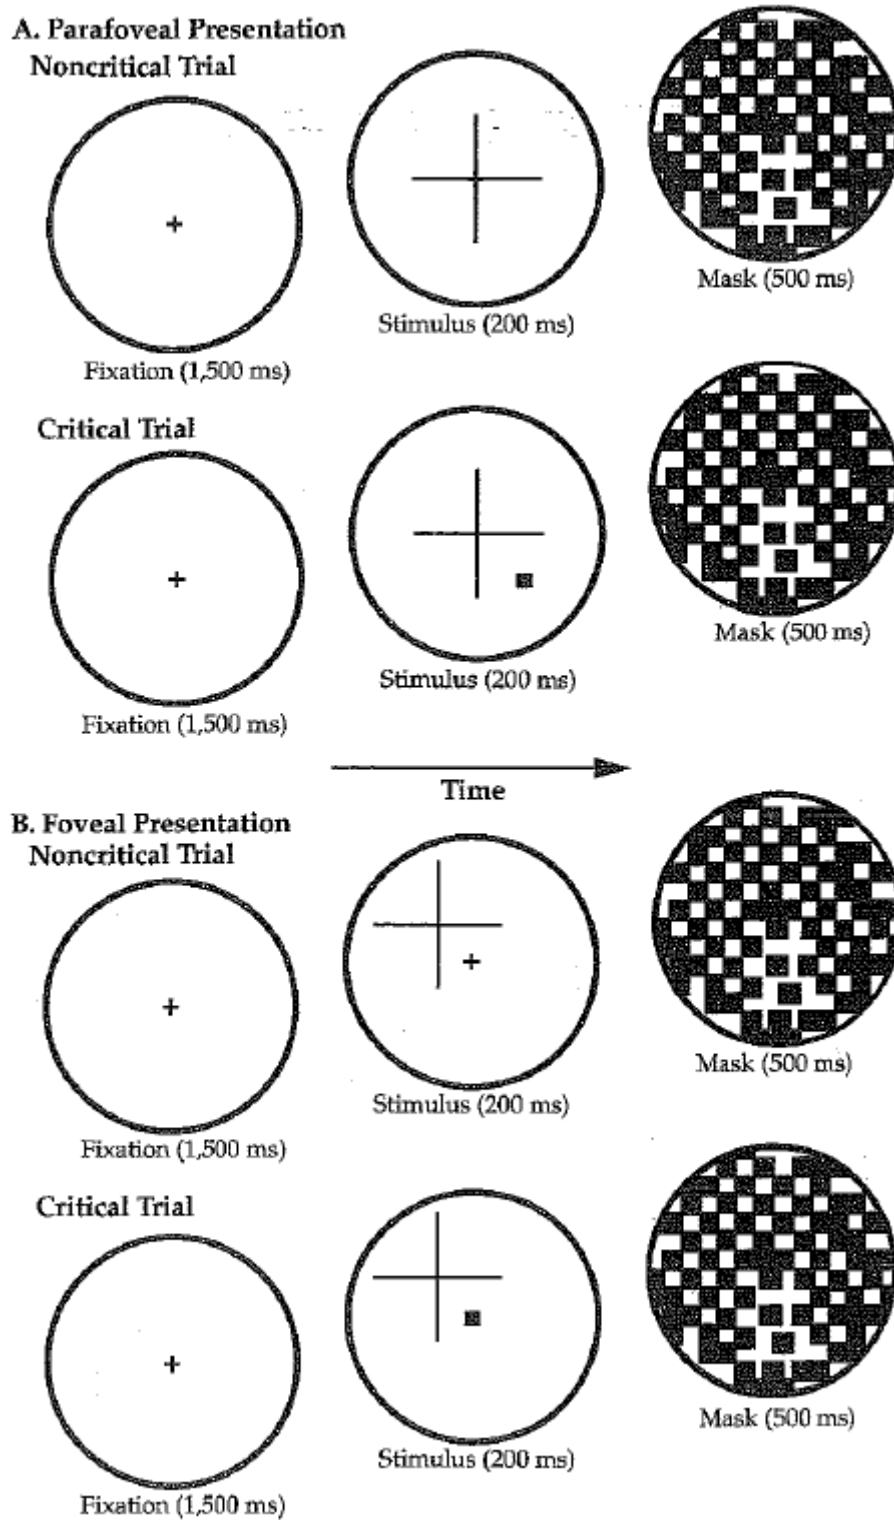 A. Parafoveal Presentation
Noncritical Trial
Mask (500 ms)
Stimulus (200 ms)
Fixation (1,500 ms)
Critical Trial
Mask (500 ms)
Stimulus (200 ms)
Fixation (1,500 ms)
Time
B. Foveal Presentation
Noncritical Trial
Mask (500 ms)
Stimulus (200 ms)
Fixation (1,500 ms)
Critical Trial
Mask (500 ms)
Stimulus (200 ms)
Fixation (1,500 ms)